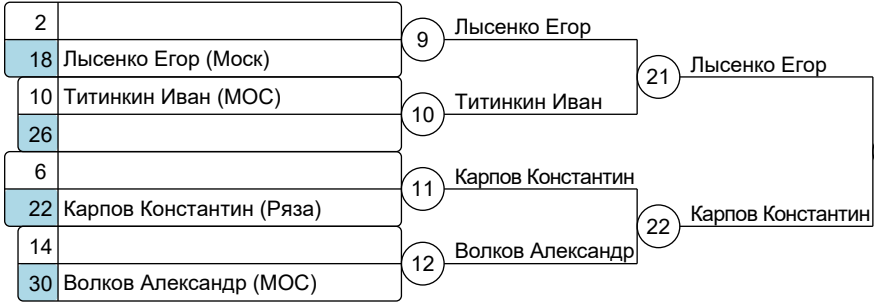 2
18 Лысенко Егор (Моск)
10 Титинкин Иван (МОС)
26
6
22 Карпов Константин (Ряза)
14
30 Волков Александр (МОС)
9 Лысенко Егор
10 Титинкин Иван
11 Карпов Константин
12 Волков Александр
21 Лысенко Егор
22 Карпов Константин